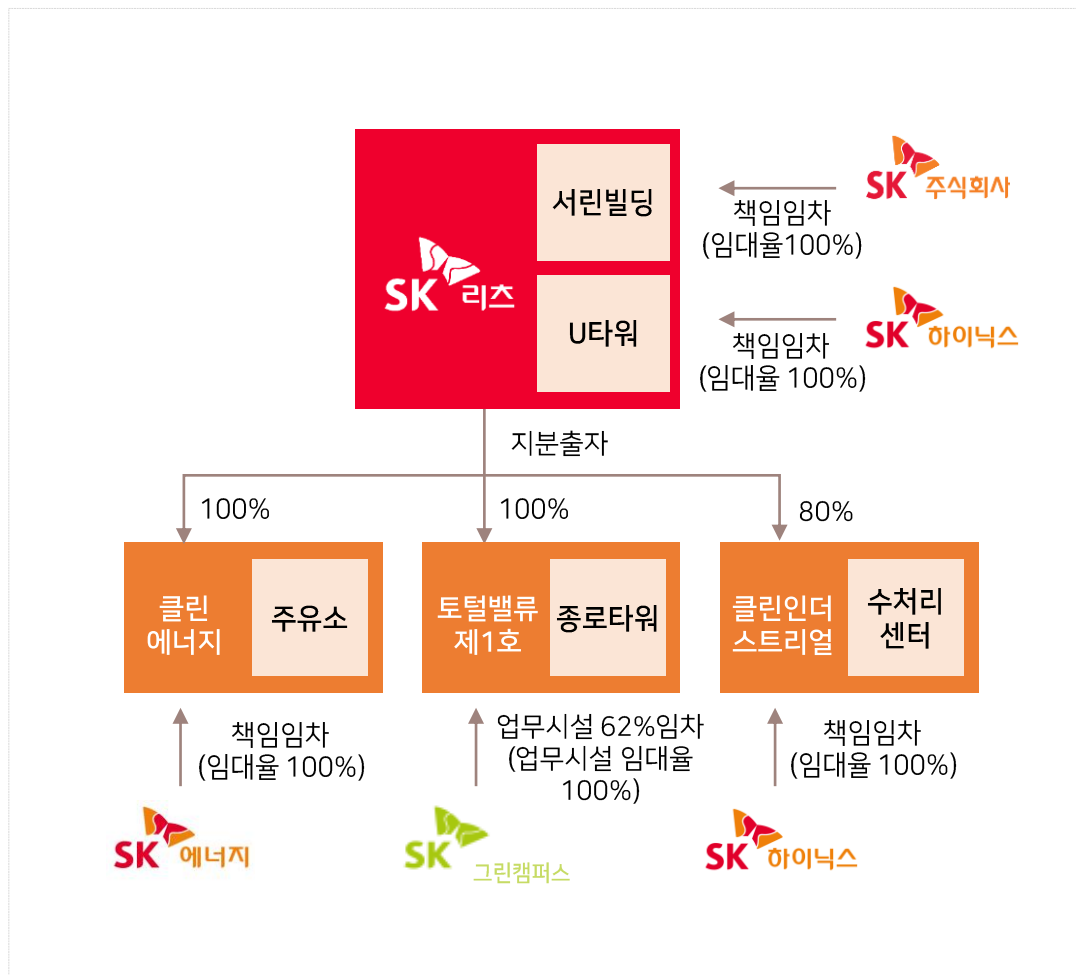 SK 리츠
서린빌딩
U타워
SK 주식회사
책임임차
(임대율100%)
SK 하이닉스
책임임차
(임대율 100%)
지분출자
100%
100%
80%
클린
에너지
주유소
토털밸류
제1호
종로타워
클린인더
스트리얼
수처리
센터
책임임차
(임대율 100%)
업무시설 62%임차
(업무시설 임대율
100%)
책임임차
(임대율 100%)
SK 에너지
SK 그린캠퍼스
SK 하이닉스